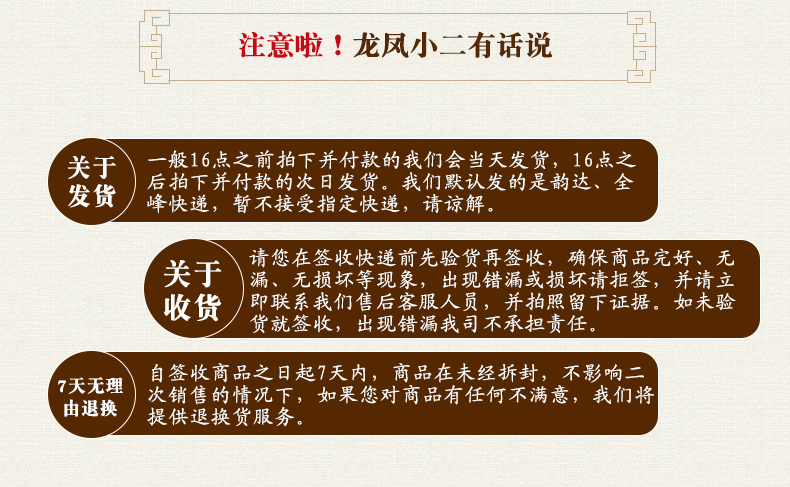 注意啦！龙凤小二有话说
关于
发货
一般16点之前拍下并付款的我们会当天发货，16点之
后拍下并付款的次日发货。我们默认发的是韵达、全
峰快递，暂不接受指定快递，请谅解。
关于
收货
请您在签收快递前先验货再签收，确保商品完好、无
漏、无损坏等现象，出现错漏或损坏请拒签，并请立
即联系我们售后客服人员，并拍照留下证据。如未验
货就签收，出现错漏我司不承担责任。
7天无理
由退换
自签收商品之日起7天内，商品在未经拆封，不影响二
次销售的情况下，如果您对商品有任何不满意，我们将
提供退换货服务。